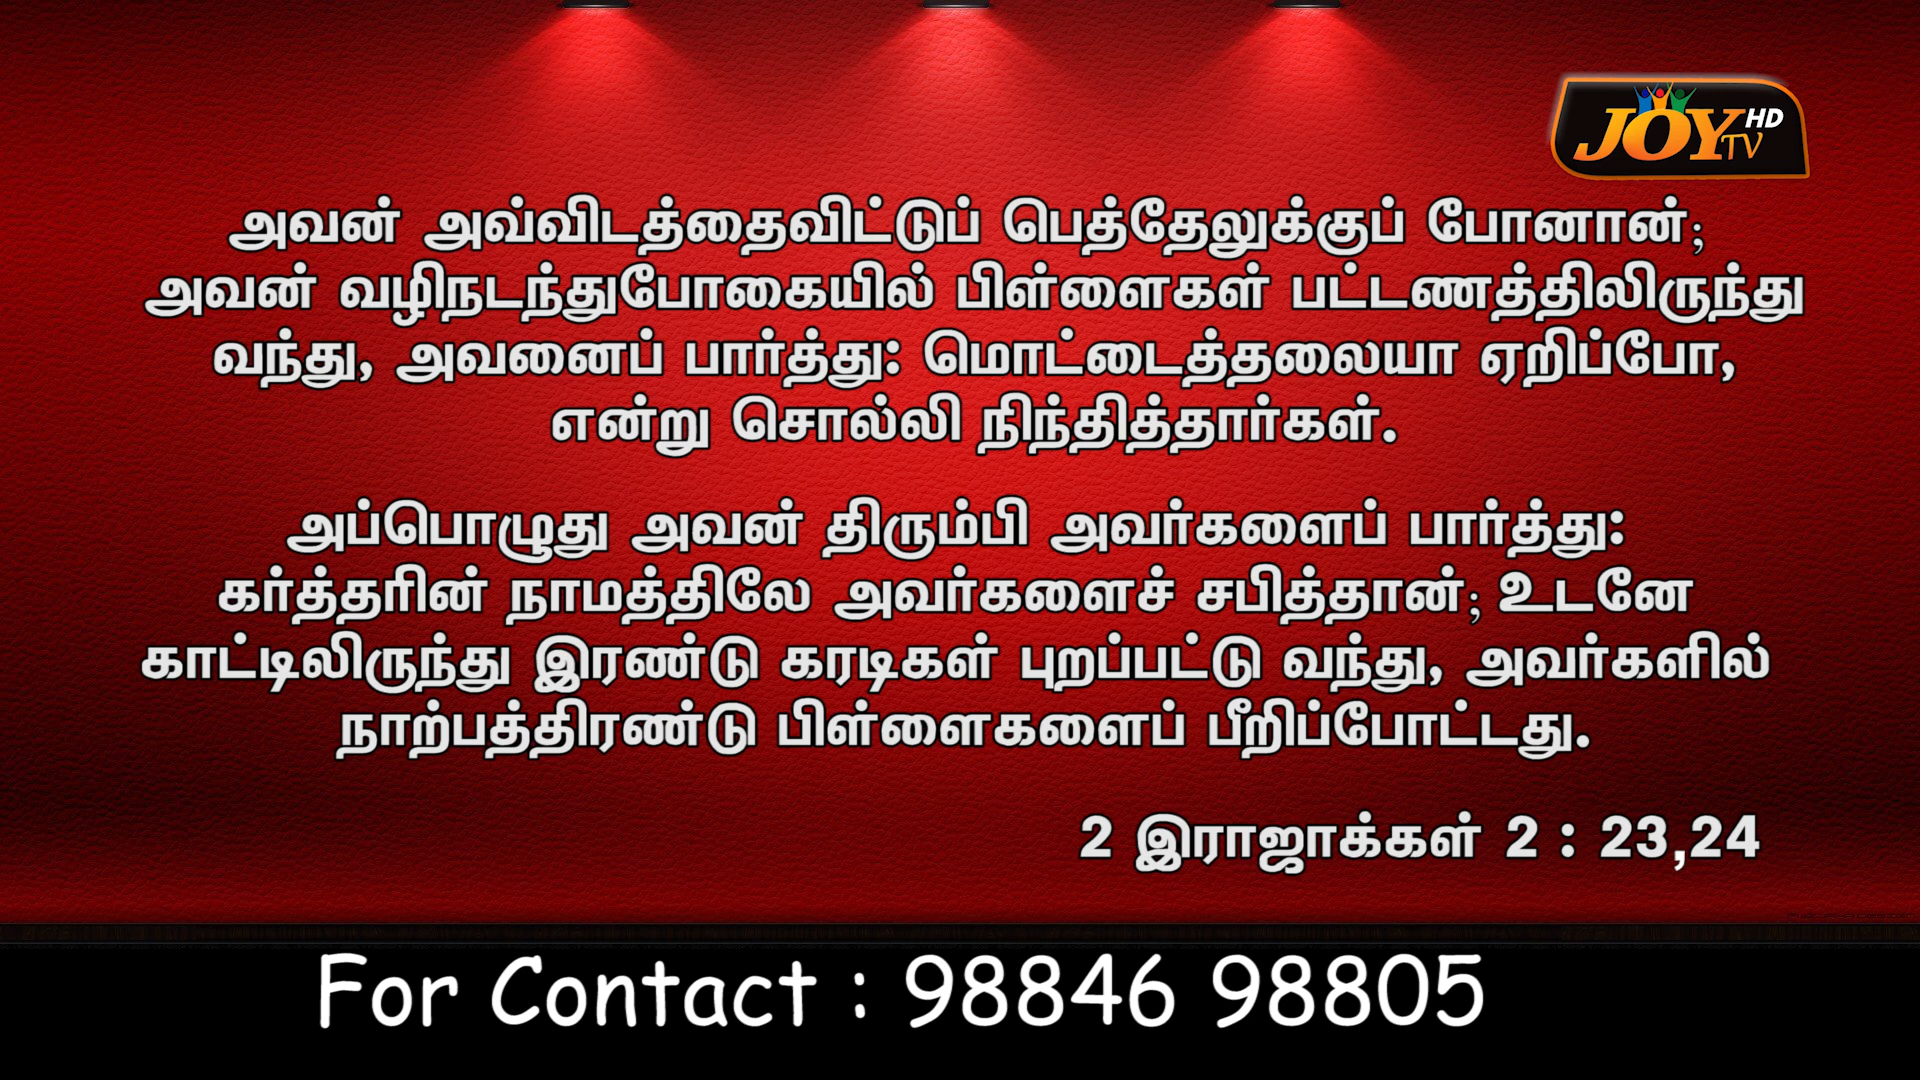 JOY TV HD
அவன் அவ்விடத்தைவிட்டுப் பெத்தேலுக்குப் போனான்;
அவன் வழிநடந்துபோகையில் பிள்ளைகள் பட்டணத்திலிருந்து
வந்து, அவனைப் பார்த்து: மொட்டைத்தலையா ஏறிப்போ,
என்று சொல்லி நிந்தித்தார்கள்.
அப்பொழுது அவன் திரும்பி அவர்களைப் பார்த்து:
கர்த்தரின் நாமத்திலே அவர்களைச் சபித்தான்; உடனே
காட்டிலிருந்து இரண்டு கரடிகள் புறப்பட்டு வந்து, அவர்களில்
நாற்பத்திரண்டு பிள்ளைகளைப் பீறிப்போட்டது.
2 இராஜாக்கள் 2 : 23,24
For Contact : 98846 98805